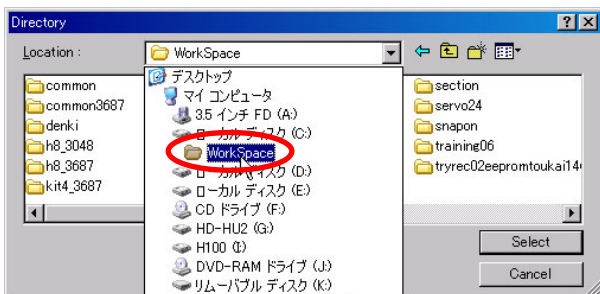 Directory
Location :
WorkSpace
common
common3687
denki
h8_3048
h8_3687
kit4_3687
デスクトップ
マイ コンピュータ
3.5 インチ FD (A:)
ローカル ディスク (C:)
WorkSpace
ローカル ディスク (D:)
ローカル ディスク (E:)
CD ドライブ (F:)
HD-HU2 (G:)
H100 (I:)
DVD-RAM ドライブ (J:)
リムーバブル ディスク (K:)
section
servo24
snapon
training06
tryrec02eepromtoukai14
Select
Cancel